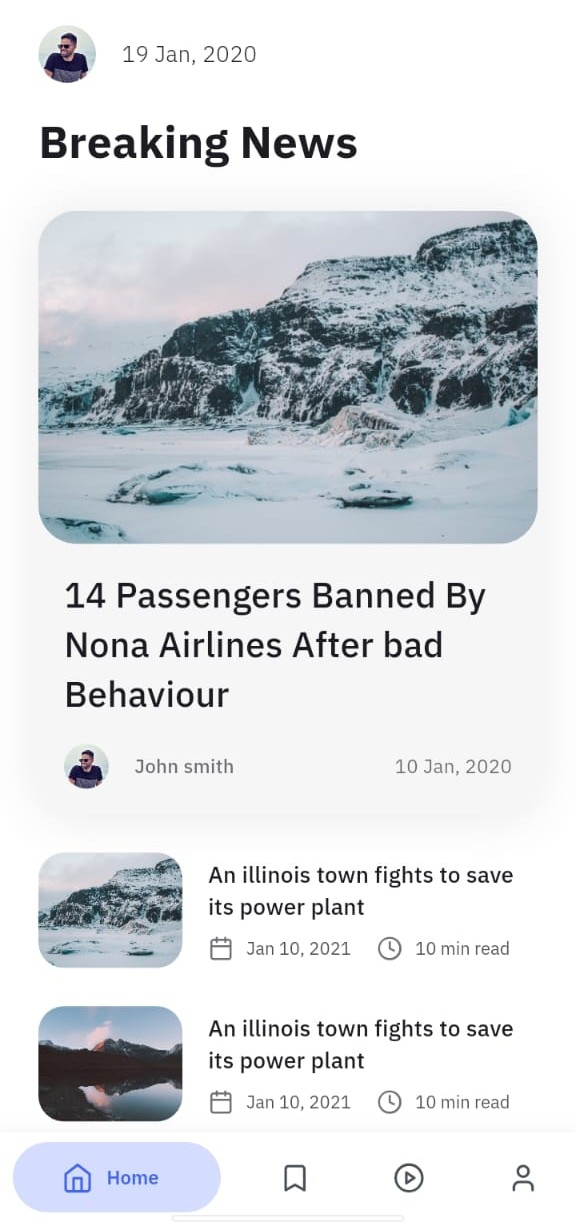 19 Jan, 2020
Breaking News
14 Passengers Banned By
Nona Airlines After bad
Behaviour
John smith
10 Jan, 2020
An illinois town fights to save
its power plant
Jan 10, 2021
10 min read
An illinois town fights to save
its power plant
Jan 10, 2021
10 min read
Home